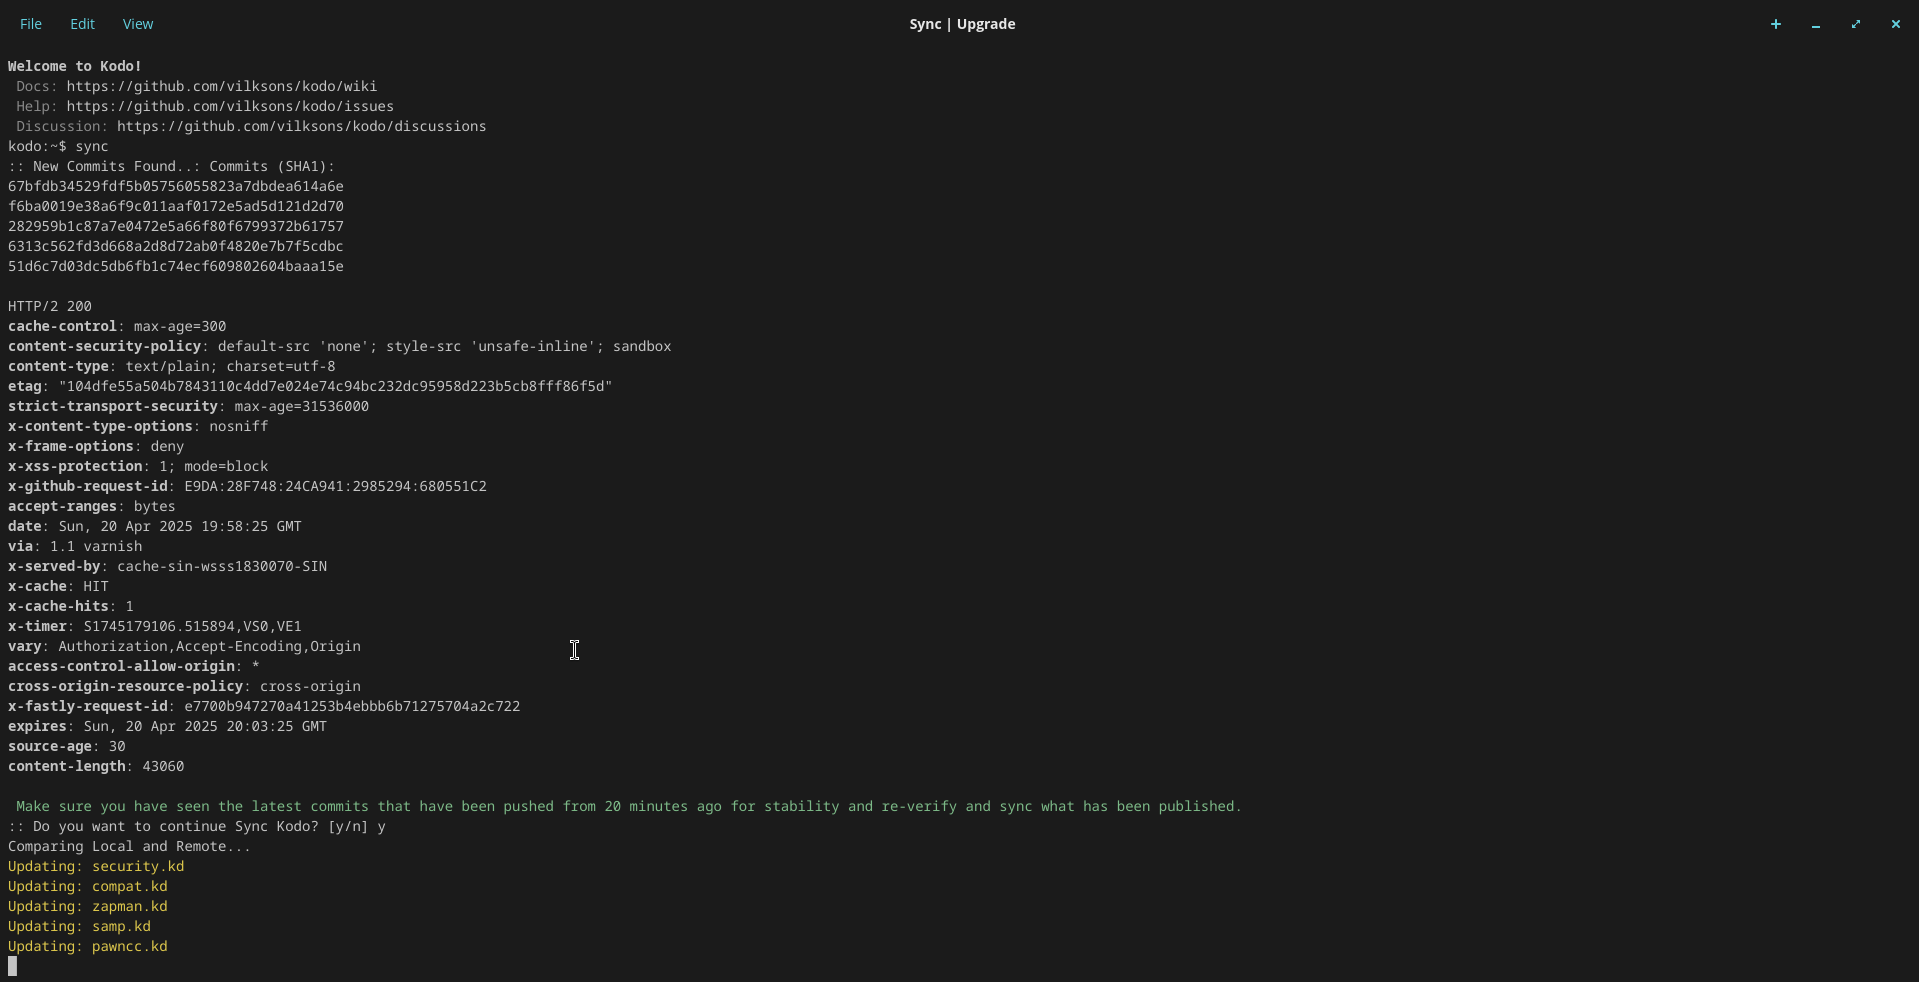 File Edit View Sync | Upgrade
Welcome to Kodo!
Docs: https://github.com/vilksons/kodo/wiki
Help: https://github.com/vilksons/kodo/issues
Discussion: https://github.com/vilksons/kodo/discussions
kodo:~$ sync
:: New Commits Found..: Commits (SHA1):
67bfdb34529fdf5b05756055823a7dbdea614a6e
f6ba0019e38a6f9c011aaf0172e5ad5d121d2d70
282959b1c87a7e0472e5a66f80f6799372b61757
6313c562fd3d668a2d8d72ab0f4820e7b7f5cdbc
51d6c7d03dc5db6fb1c74ecf609802604baaa15e
HTTP/2 200
cache-control: max-age=300
content-security-policy: default-src 'none'; style-src 'unsafe-inline'; sandbox
content-type: text/plain; charset=utf-8
etag: "104dfe55a504b7843110c4dd7e024e74c94bc232dc95958d223b5cb8fff86f5d"
strict-transport-security: max-age=31536000
x-content-type-options: nosniff
x-frame-options: deny
x-xss-protection: 1; mode=block
x-github-request-id: E9DA:28F748:24CA941:2985294:680551C2
accept-ranges: bytes
date: Sun, 20 Apr 2025 19:58:25 GMT
via: 1.1 varnish
x-served-by: cache-sin-wsss1830070-SIN
x-cache: HIT
x-cache-hits: 1
x-timer: S1745179106.515894,VS0,VE1
vary: Authorization,Accept-Encoding,Origin
access-control-allow-origin: *
cross-origin-resource-policy: cross-origin
x-fastly-request-id: e7700b947270a41253b4ebbb6b71275704a2c722
expires: Sun, 20 Apr 2025 20:03:25 GMT
source-age: 30
content-length: 43060
Make sure you have seen the latest commits that have been pushed from 20 minutes ago for stability and re-verify and sync what has been published.
:: Do you want to continue Sync Kodo? [y/n] y
Comparing Local and Remote...
Updating: security.kd
Updating: compat.kd
Updating: zapman.kd
Updating: samp.kd
Updating: pawncc.kd